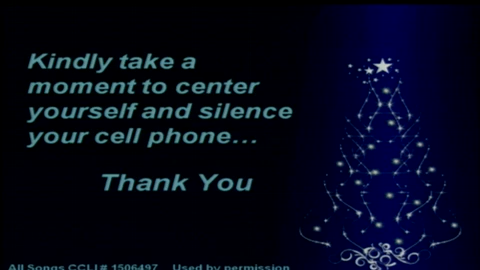 Kindly take a
moment to center
yourself and silence
your cell phone...
Thank You
All Songs CCLI # 1506497 Used by permission